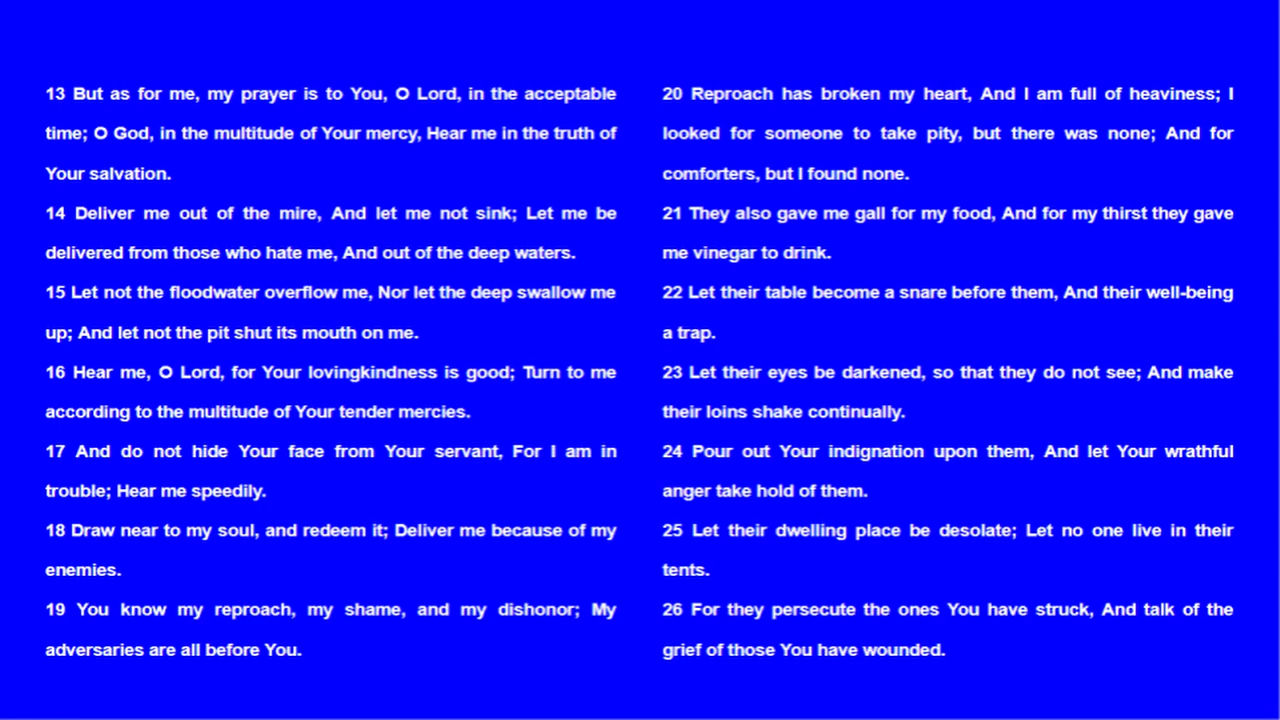 13 But as for me, my prayer is to You, O Lord, in the acceptable
time; O God, in the multitude of Your mercy, Hear me in the truth of
Your salvation.
14 Deliver me out of the mire, And let me not sink; Let me be
delivered from those who hate me, And out of the deep waters.
15 Let not the floodwater overflow me, Nor let the deep swallow me
up; And let not the pit shut its mouth on me.
16 Hear me, O Lord, for Your lovingkindness is good; Turn to me
according to the multitude of Your tender mercies.
17 And do not hide Your face from Your servant, For I am in
trouble; Hear me speedily.
18 Draw near to my soul, and redeem it; Deliver me because of my
enemies.
19 You know my reproach, my shame, and my dishonor; My
adversaries are all before You.
20 Reproach has broken my heart, And I am full of heaviness; I
looked for someone to take pity, but there was none; And for
comforters, but I found none.
21 They also gave me gall for my food, And for my thirst they gave
me vinegar to drink.
22 Let their table become a snare before them, And their well-being
a trap.
23 Let their eyes be darkened, so that they do not see; And make
their loins shake continually.
24 Pour out Your indignation upon them, And let Your wrathful
anger take hold of them.
25 Let their dwelling place be desolate; Let no one live in their
tents.
26 For they persecute the ones You have struck, And talk of the
grief of those You have wounded.